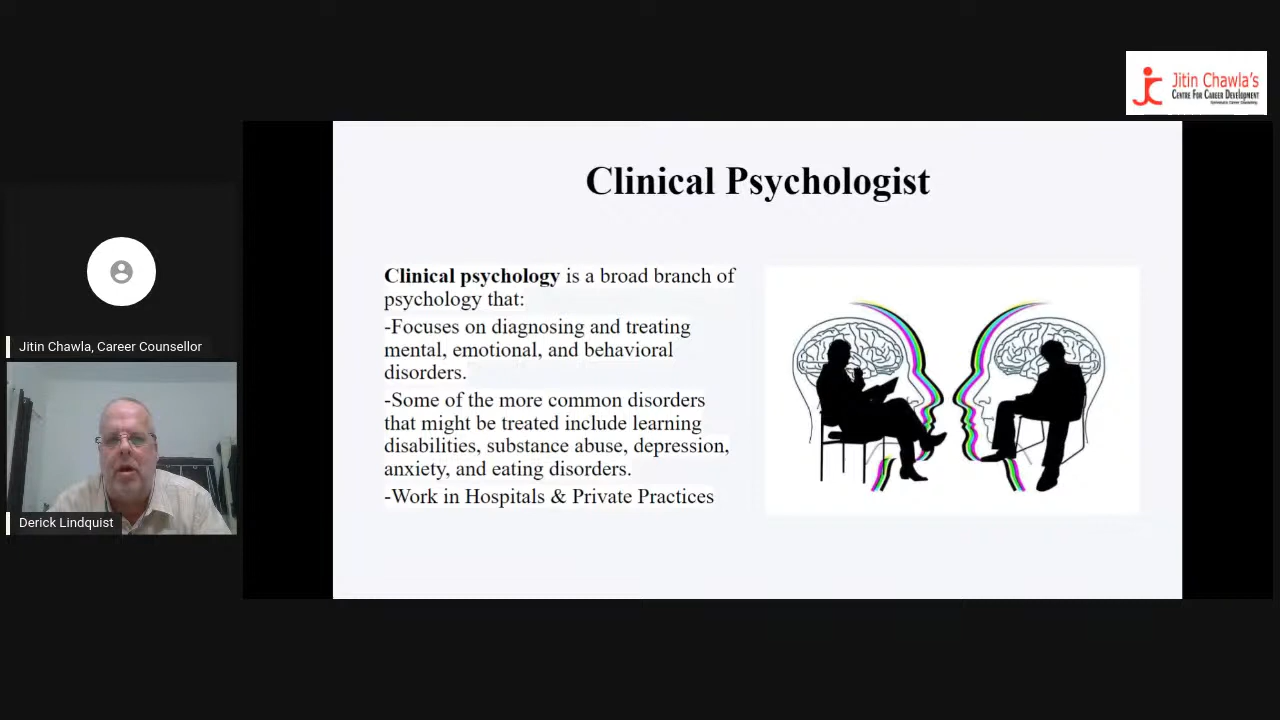 Jitin Chawla's
CENTRE FOR CAREER DEVELOPMENT
Clinical Psychologist
Clinical psychology is a broad branch of
psychology that:
-Focuses on diagnosing and treating
mental, emotional, and behavioral
disorders.
-Some of the more common disorders
that might be treated include learning
disabilities, substance abuse, depression,
anxiety, and eating disorders.
-Work in Hospitals & Private Practices
Jitin Chawla, Career Counsellor
Derick Lindquist